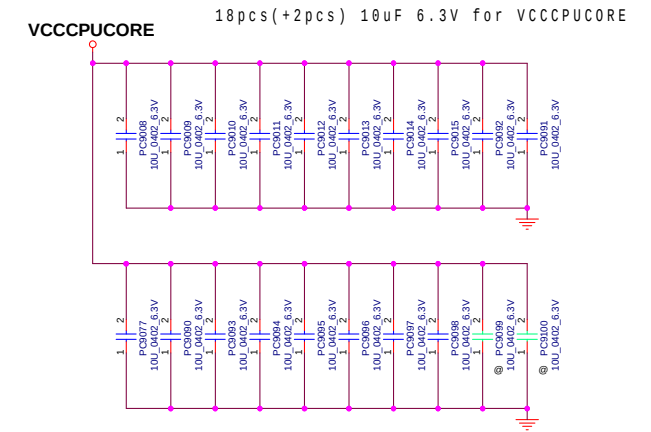 18pcs(+2pcs) 10uF 6.3V for VCCCPUCORE
VCCCPUCORE
2
1
PC9008
10U_0402_6.3V
2
1
PC9009
10U_0402_6.3V
2
1
PC9010
10U_0402_6.3V
2
1
PC9011
10U_0402_6.3V
2
1
PC9012
10U_0402_6.3V
2
1
PC9013
10U_0402_6.3V
2
1
PC9014
10U_0402_6.3V
2
1
PC9015
10U_0402_6.3V
2
1
PC9092
10U_0402_6.3V
2
1
PC9091
10U_0402_6.3V
2
1
PC9077
10U_0402_6.3V
2
1
PC9090
10U_0402_6.3V
2
1
PC9093
10U_0402_6.3V
2
1
PC9094
10U_0402_6.3V
2
1
PC9095
10U_0402_6.3V
2
1
PC9096
10U_0402_6.3V
2
1
PC9097
10U_0402_6.3V
2
1
PC9098
10U_0402_6.3V
2
1
@
PC9099
10U_0402_6.3V
2
1
@
PC9100
10U_0402_6.3V